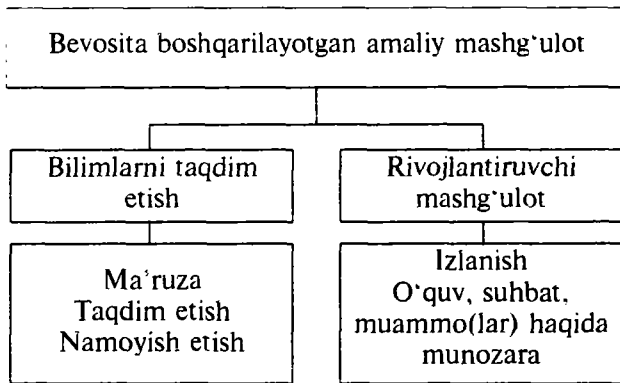 Bevosita boshqarilayotgan amaliy mashg‘ulot
Bilimlarni taqdim
etish
Rivojlantiruvchi
mashg‘ulot
Ma’ruza
Taqdim etish
Namoyish etish
Izlanish
O‘quv, suhbat,
muammo(lar) haqida
munozara